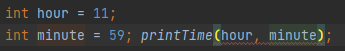 int hour = 11;
int minute = 59; printTime(hour, minute);